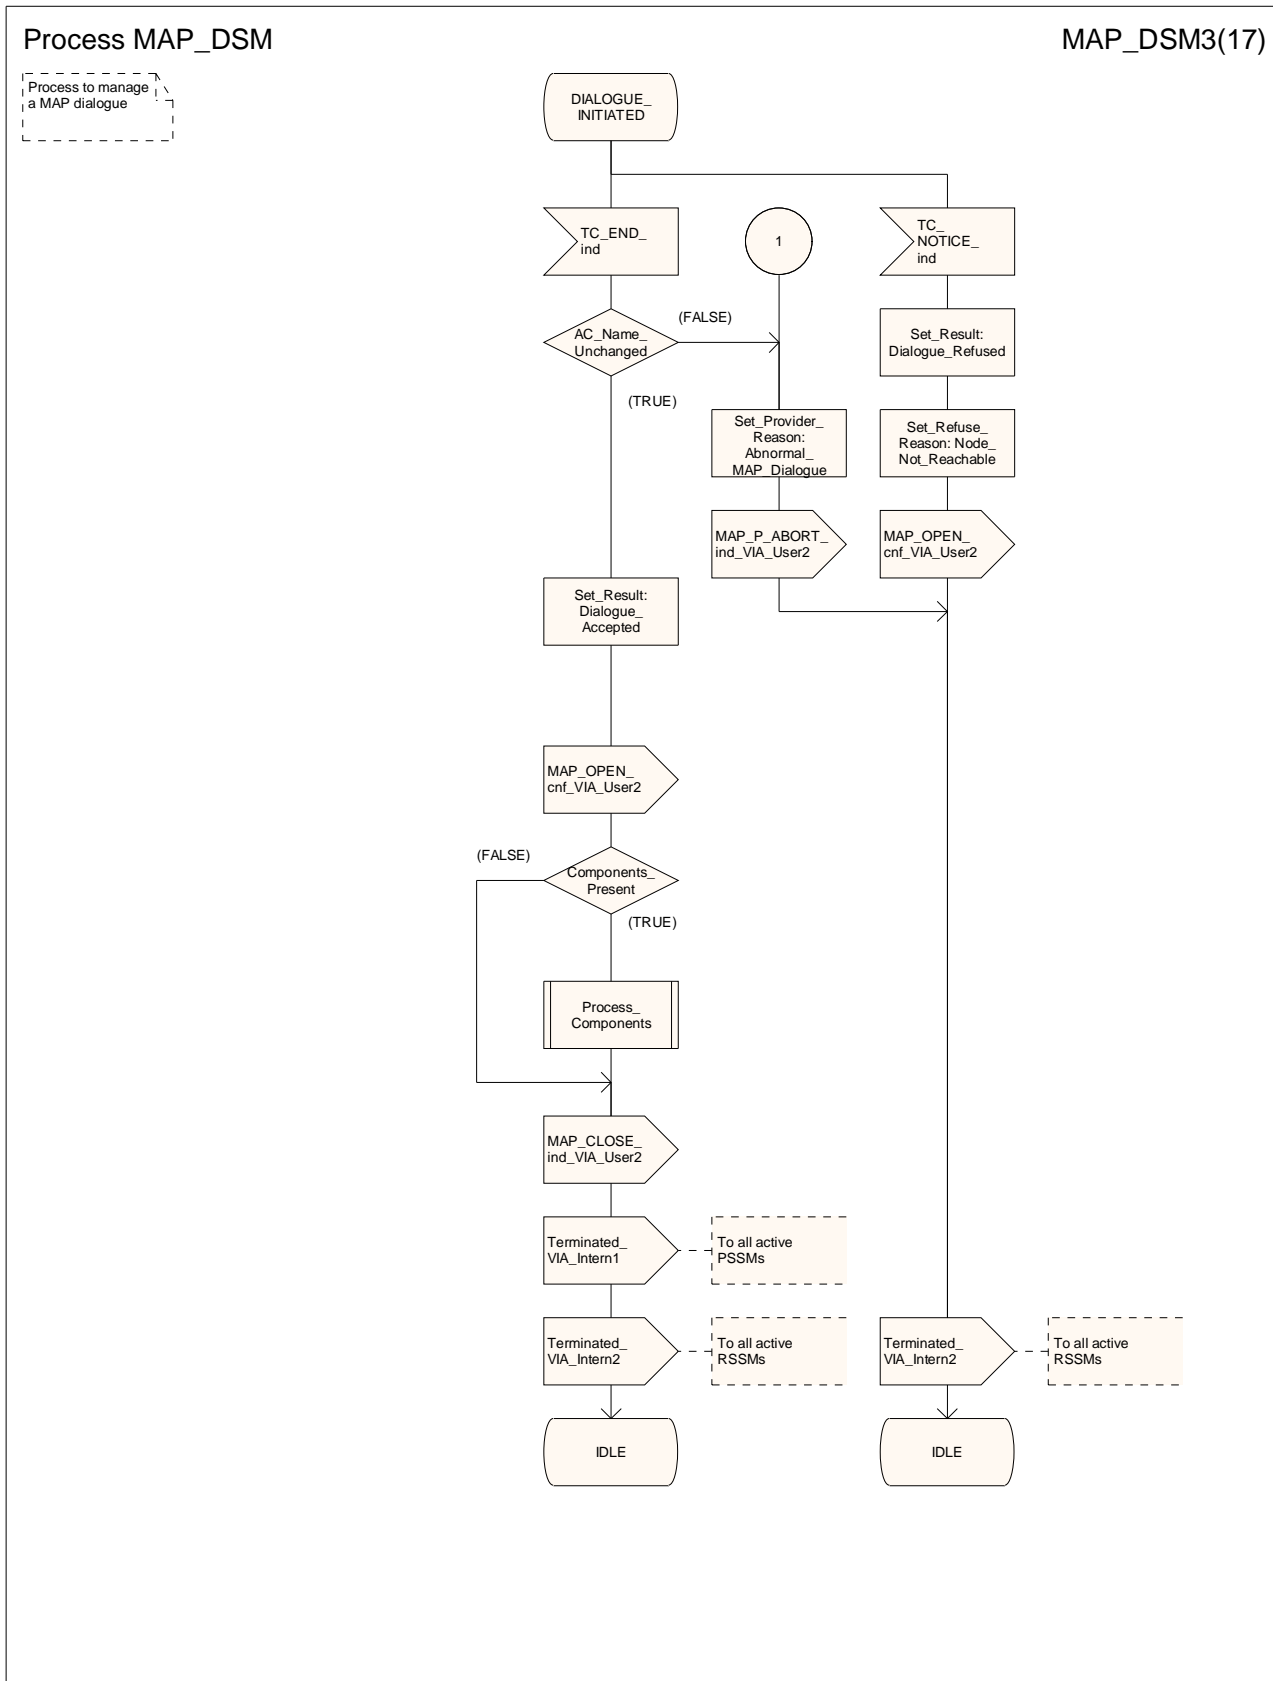 Process MAP_DSM
MAP_DSM3(17)
Process to manage
a MAP dialogue
DIALOGUE_
INITIATED
TC_END_
ind
1
TC_
NOTICE_
ind
AC_Name_
Unchanged
(FALSE)
(TRUE)
Set_Result:
Dialogue_Refused
Set_Provider_
Reason:
Abnormal_
MAP_Dialogue
Set_Refuse_
Reason: Node_
Not_Reachable
MAP_P_ABORT_
ind_VIA_User2
MAP_OPEN_
cnf_VIA_User2
Set_Result:
Dialogue_
Accepted
MAP_OPEN_
cnf_VIA_User2
(FALSE)
Components_
Present
(TRUE)
Process_
Components
MAP_CLOSE_
ind_VIA_User2
Terminated_
VIA_Intern1
To all active
PSSMs
Terminated_
VIA_Intern2
To all active
RSSMs
Terminated_
VIA_Intern2
To all active
RSSMs
IDLE
IDLE